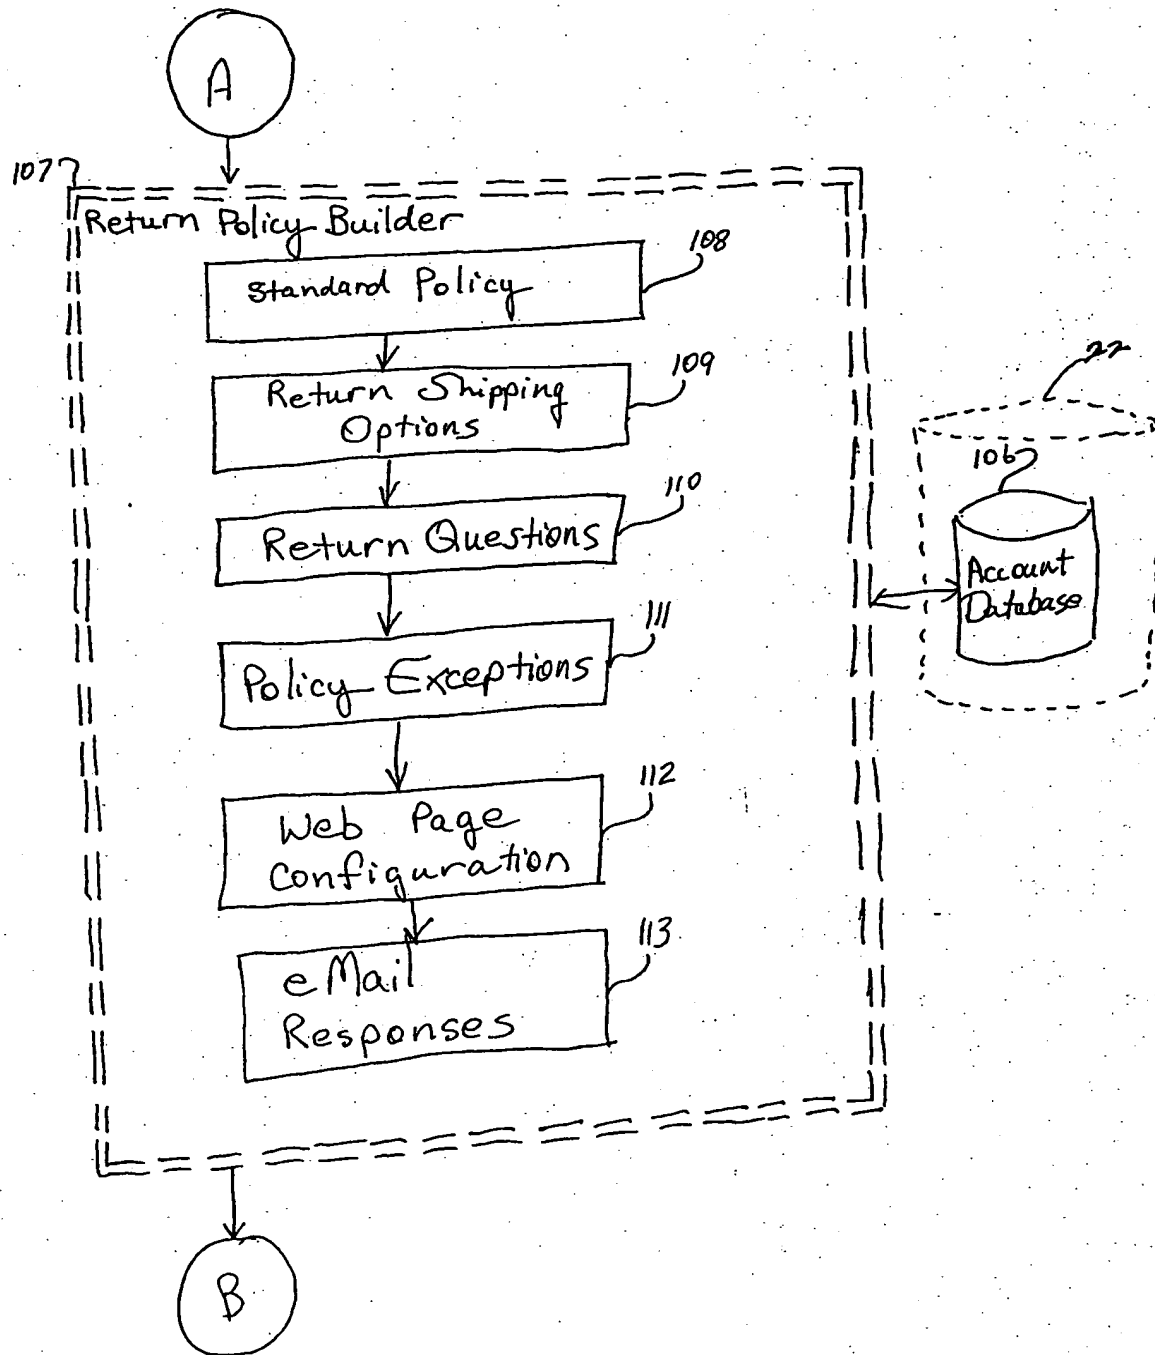 A
107
Return Policy Builder
108
Standard Policy
109
Return Shipping
Options
22
106
110
Return Questions
Account
Database
111
Policy Exceptions
112
Web Page
Configuration
113
eMail
Responses
B